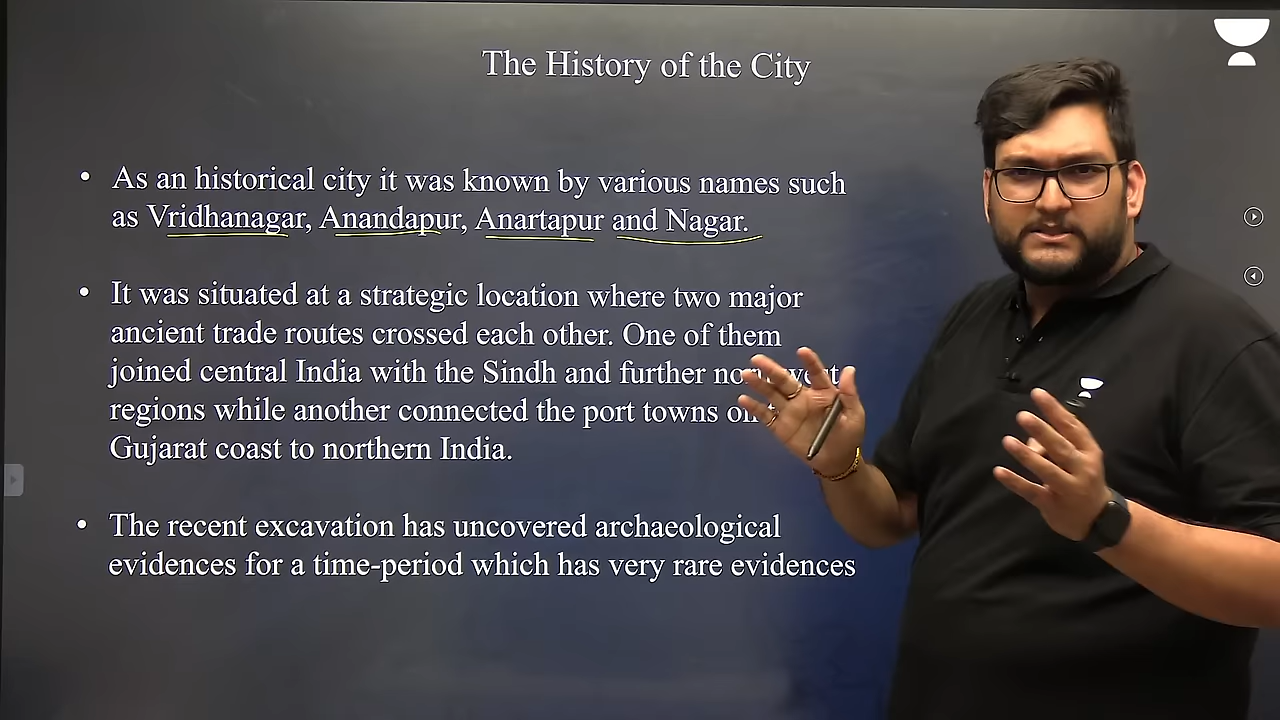 The History of the City
• As an historical city it was known by various names such
as Vridhanagar, Anandapur, Anartapur and Nagar.
• It was situated at a strategic location where two major
ancient trade routes crossed each other. One of them
joined central India with the Sindh and further
regions while another connected the port towns
Gujarat coast to northern India.
• The recent excavation has uncovered archaeological
evidences for a time-period which has very rare evidences